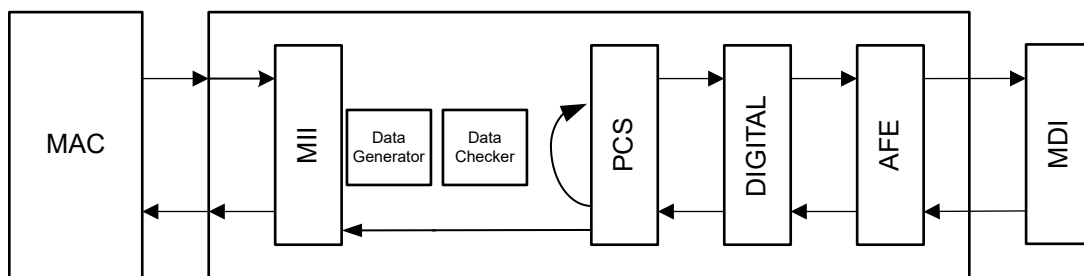 MAC
MII
Data
Generator
Data
Checker
PCS
DIGITAL
AFE
MDI